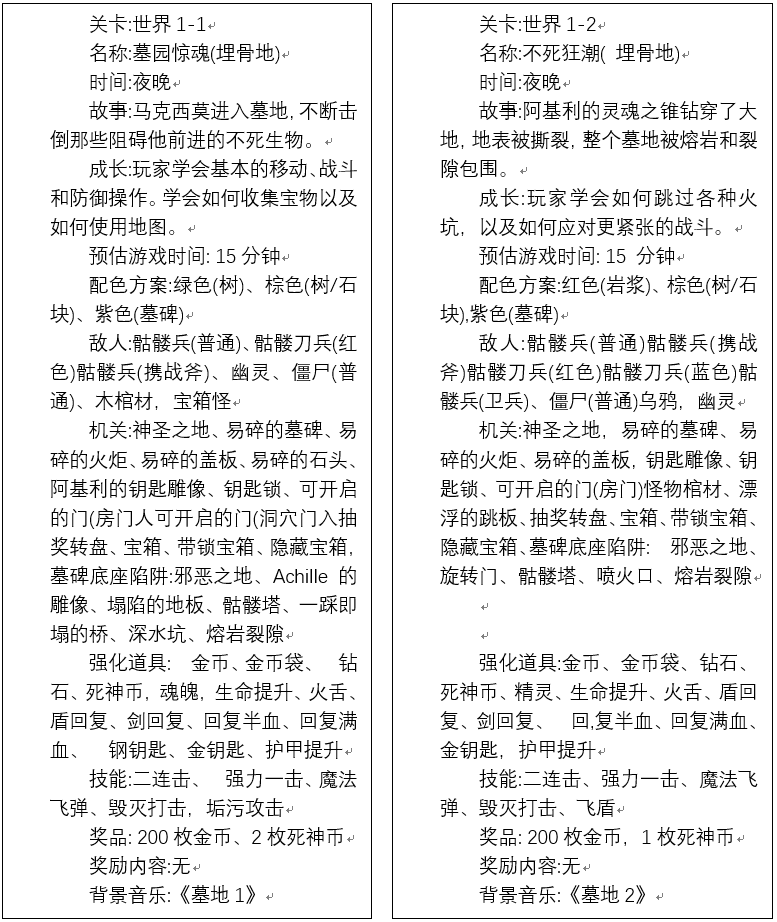 关卡:世界1-1
名称:墓园惊魂(埋骨地)
时间:夜晚
故事:马克西莫进入墓地,不断击
倒那些阻碍他前进的不死生物。
成长:玩家学会基本的移动、战斗
和防御操作。学会如何收集宝物以及
如何使用地图。
预估游戏时间: 15 分钟
配色方案:绿色(树)、棕色(树/石
块)、紫色(墓碑)
敌人:骷髅兵(普通)、骷髅刀兵(红
色)骷髅兵(携战斧)、幽灵、僵尸(普
通)、木棺材，宝箱怪
机关:神圣之地、易碎的墓碑、易
碎的火炬、易碎的盖板、易碎的石头、
阿基利的钥匙雕像、钥匙锁、可开启
的门(房门人可开启的门(洞穴门入抽
奖转盘、宝箱、带锁宝箱、隐藏宝箱,
墓碑底座陷阱:邪恶之地、Achille 的
雕像、塌陷的地板、骷髅塔、一踩即
塌的桥、深水坑、熔岩裂隙
强化道具: 金币、金币袋、 钻
石、死神币，魂魄，生命提升、火舌、
盾回复、剑回复、回复半血、回复满
血、 钢钥匙、金钥匙、护甲提升
技能:二连击、 强力一击、魔法
飞弹、毁灭打击，垢污攻击
奖品: 200 枚金币、2 枚死神币
奖励内容:无
背景音乐:《墓地 1》
关卡:世界1-2
名称:不死狂潮( 埋骨地)
时间:夜晚
故事:阿基利的灵魂之锥钻穿了大
地，地表被撕裂，整个墓地被熔岩和裂
隙包围。
成长:玩家学会如何跳过各种火
坑，以及如何应对更紧张的战斗。
预估游戏时间: 15 分钟
配色方案:红色(岩浆)、棕色(树/石
块),紫色(墓碑)
敌人:骷髅兵(普通)骷髅兵(携战
斧)骷髅刀兵(红色)骷髅刀兵(蓝色)骷
髅兵(卫兵)、僵尸(普通)乌鸦，幽灵
机关:神圣之地，易碎的墓碑、易
碎的火炬、易碎的盖板，钥匙雕像、钥
匙锁、可开启的门(房门)怪物棺材、漂
浮的跳板、抽奖转盘、宝箱、带锁宝箱、
隐藏宝箱、墓碑底座陷阱: 邪恶之地、
旋转门、骷髅塔、喷火口、熔岩裂隙
强化道具:金币、金币袋、钻石、
死神币、精灵、生命提升、火舌、盾回
复、剑回复、 回,复半血、回复满血、
金钥匙，护甲提升
技能:二连击、强力一击、魔法飞
弹、毁灭打击、飞盾
奖品: 200 枚金币，1 枚死神币
奖励内容:无
背景音乐:《墓地 2》